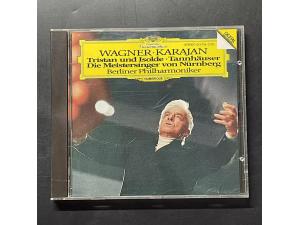 WAGNER·KARAJAN
Tristan und Isolde · Tannhäuser
Die Meistersinger von Nürnberg
Berliner Philharmoniker